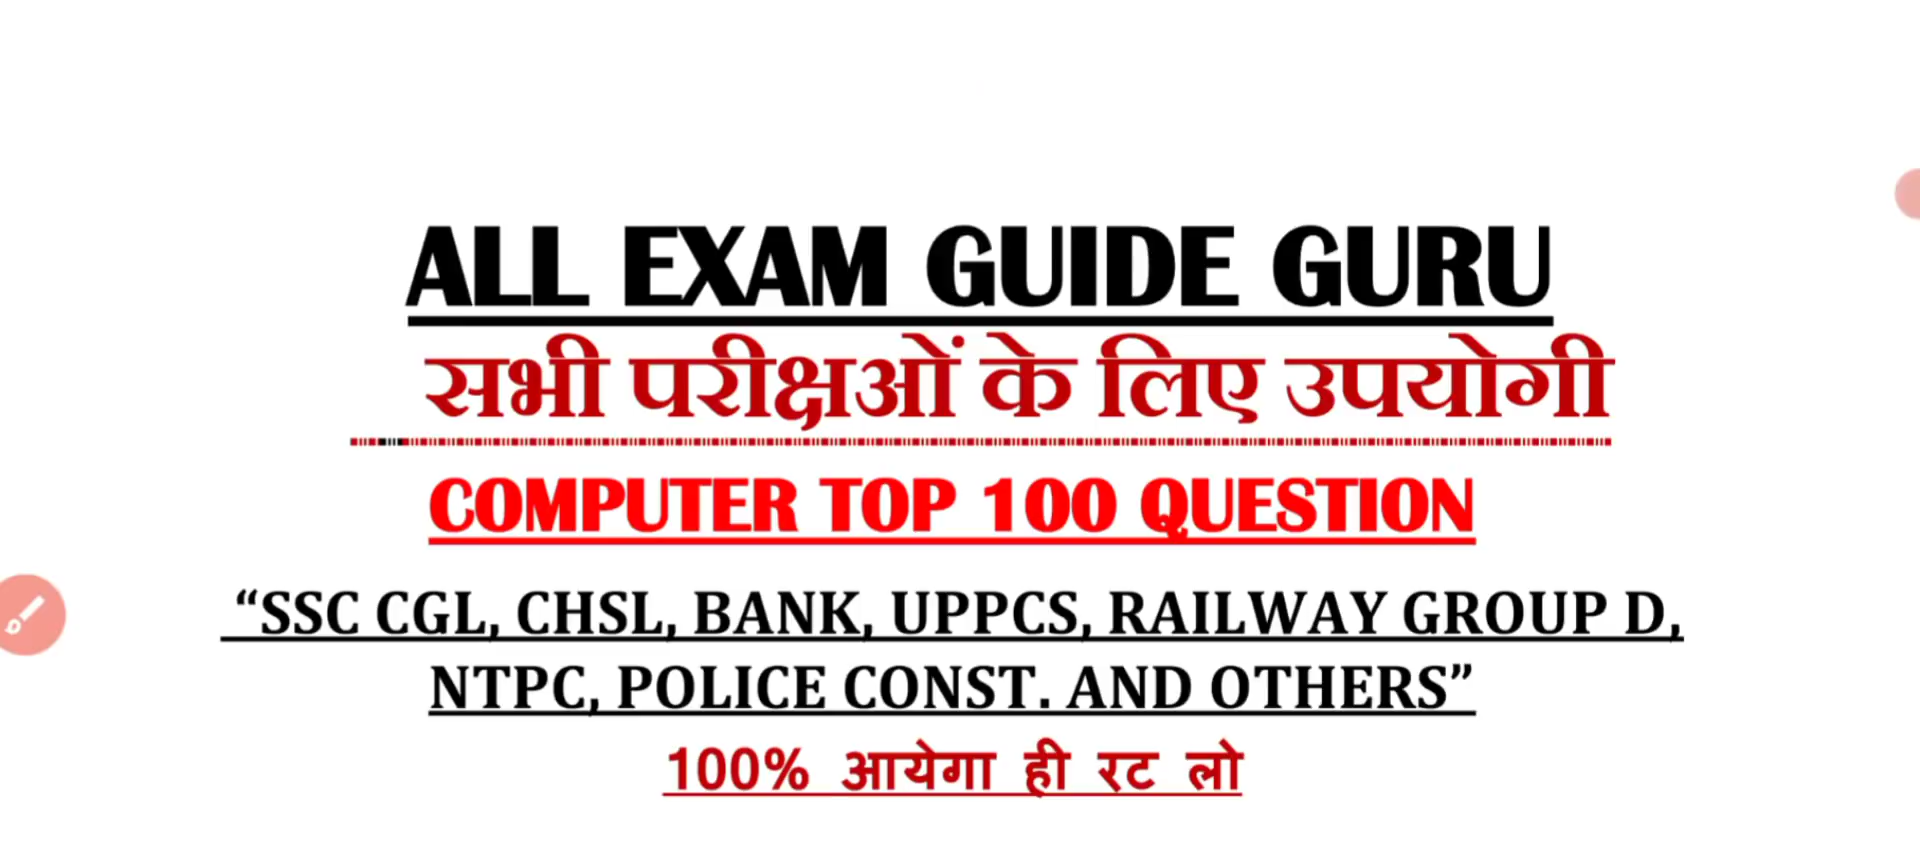 ALL EXAM GUIDE GURU
सभी परीक्षओं के लिए उपयोगी
COMPUTER TOP 100 QUESTION
“SSC CGL, CHSL, BANK, UPPCS, RAILWAY GROUP D,
NTPC, POLICE CONST. AND OTHERS”
100% आयेगा ही रट लो